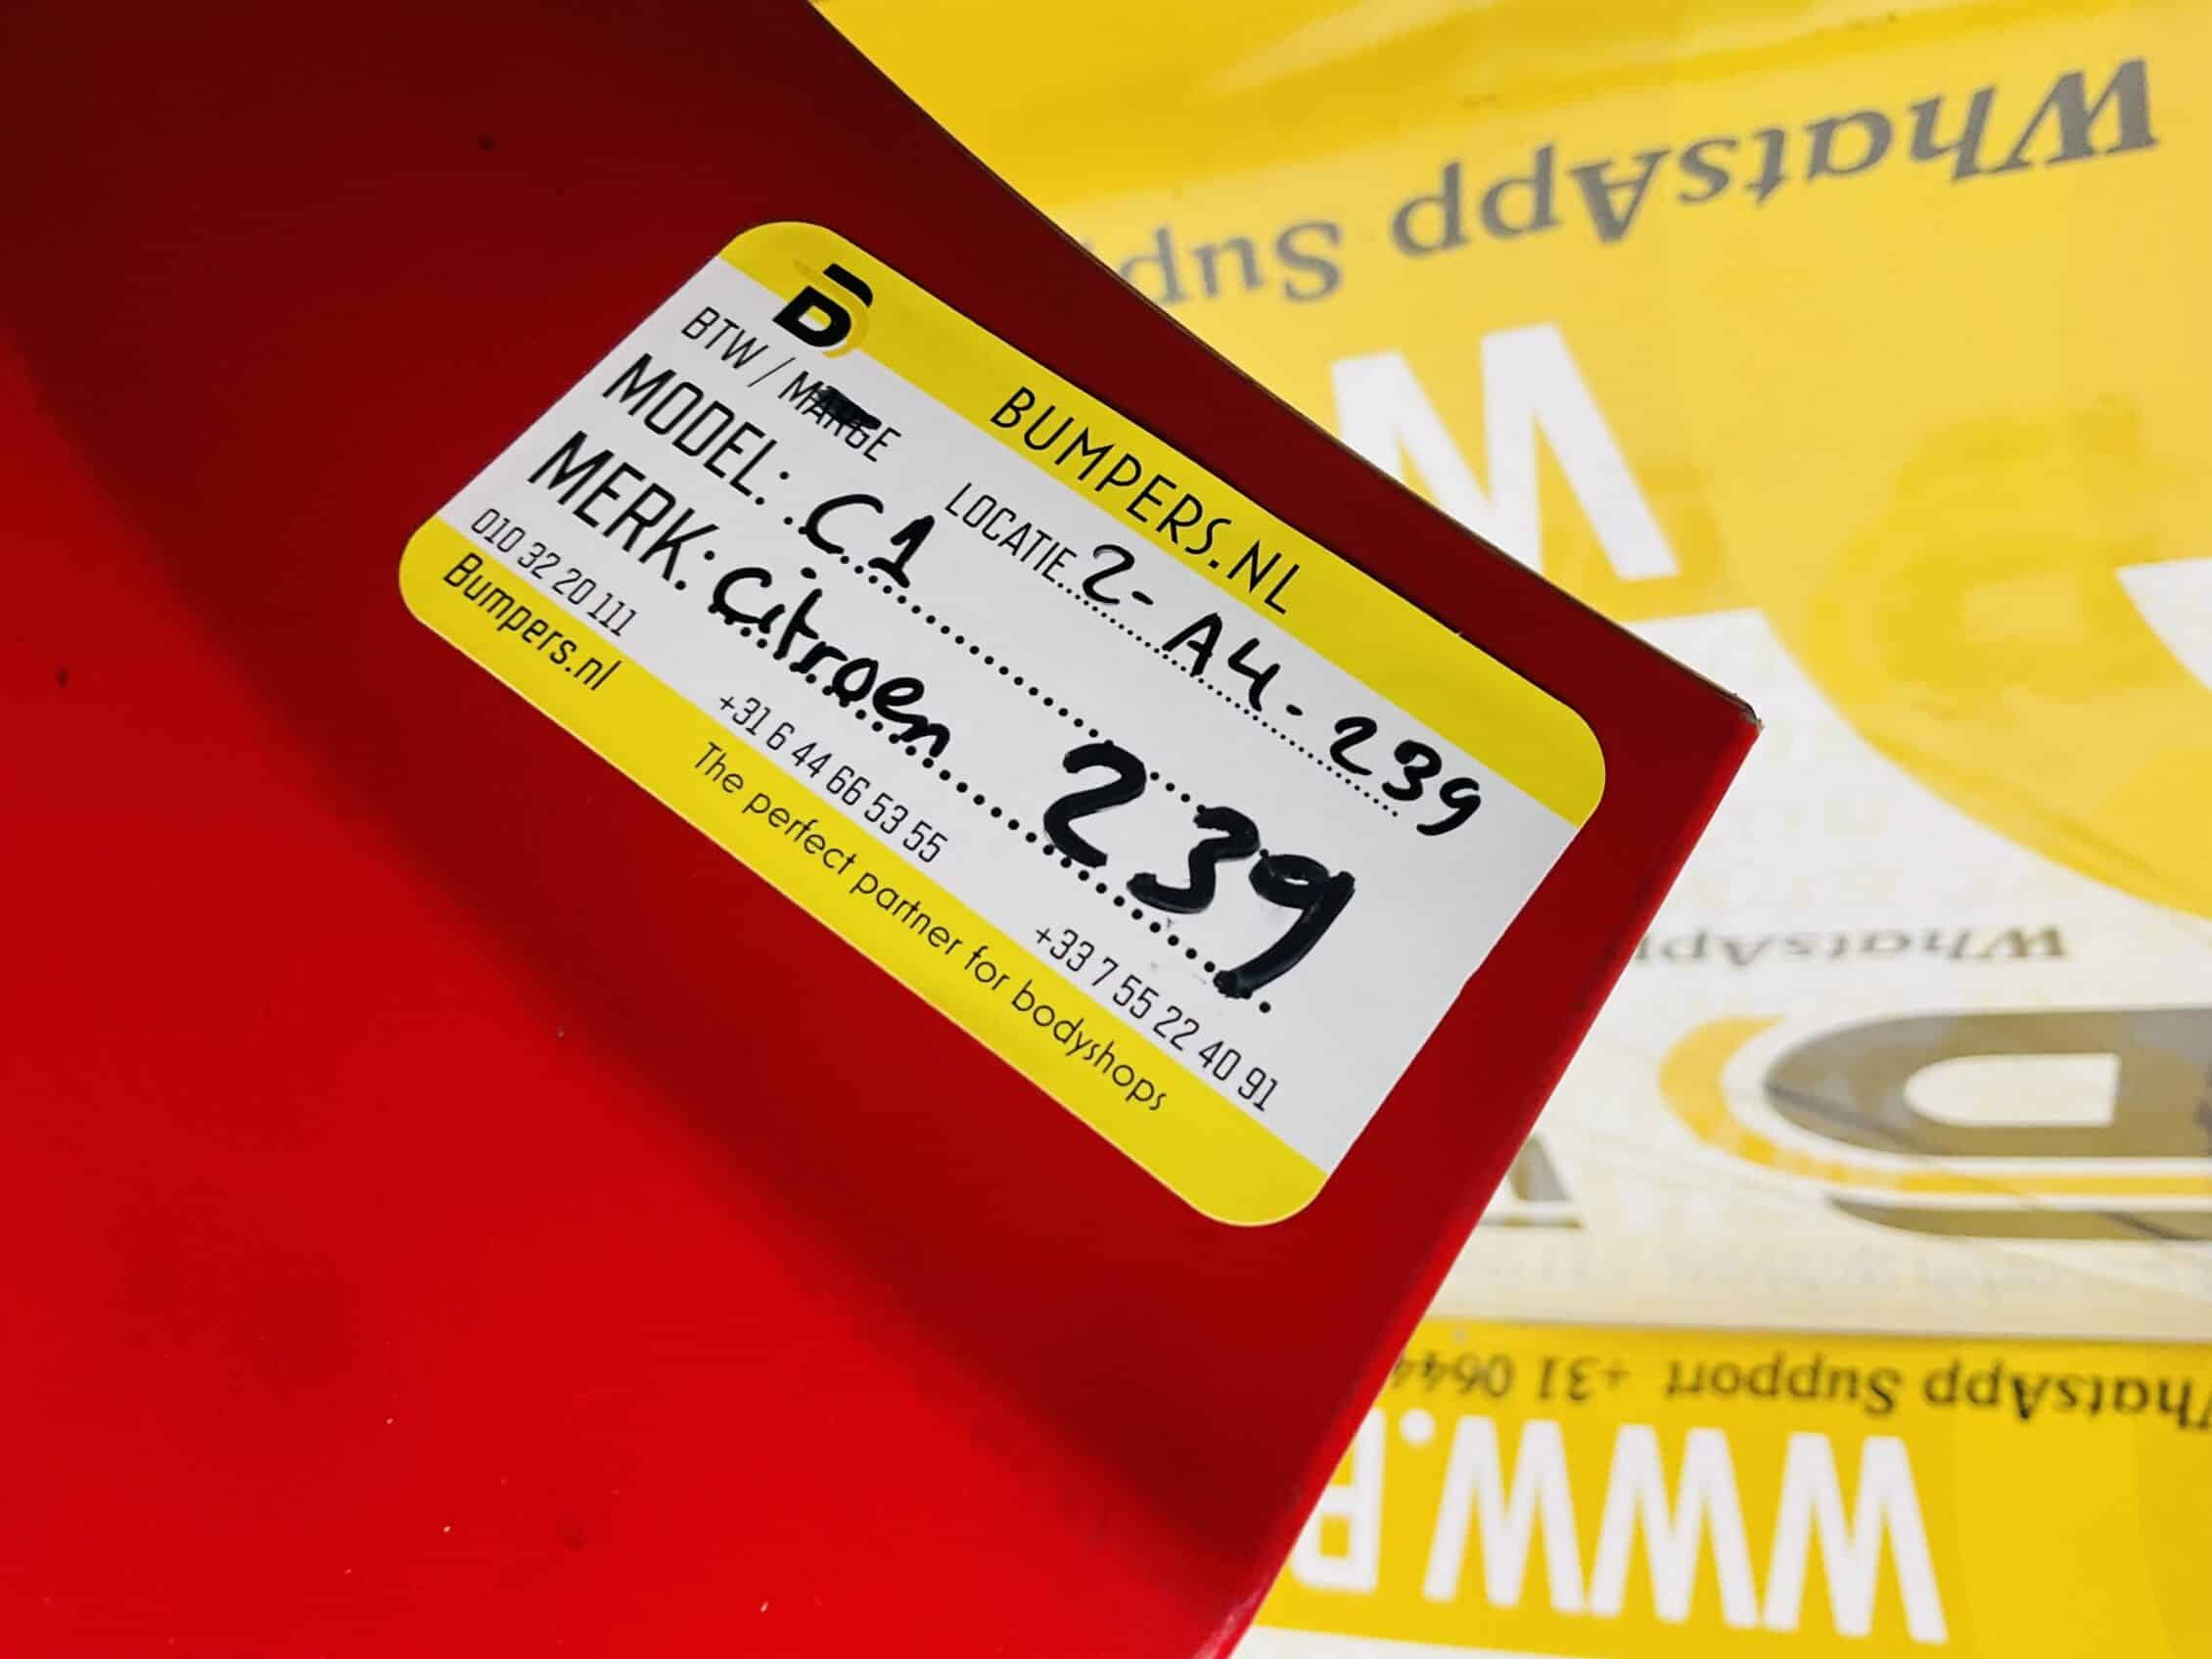 B BUMPERS.NL
BTW / MARGE LOCATIE 2-A4-239
MODEL: C1
MERK: Citroen 239
010 32 20 111 +31 6 44 66 53 55 +33 7 55 22 40 91
Bumpers.nl The perfect partner for bodyshops
WhatsApp Supp
W
WhatsApp
hatsApp Support +31 064
WWW.